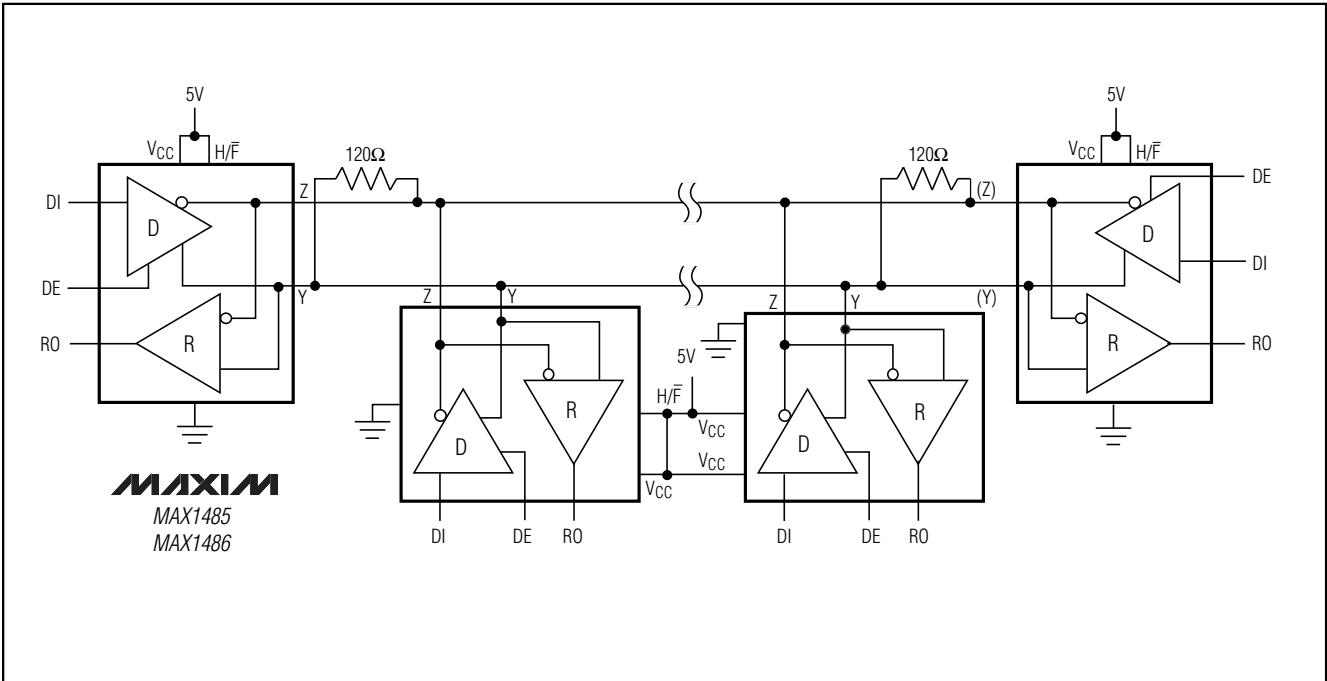 5V
5V
VCC H/F̅
120Ω
120Ω
VCC H/F̅
DI
Z
(Z)
DE
D
D
DE
DI
Y
Z
Y
Z
Y
(Y)
RO
R
R
RO
5V
H/F̅
VCC
R
R
D
D
VCC
VCC
MAXIM
MAX1485
MAX1486
DI DE RO
DI DE RO